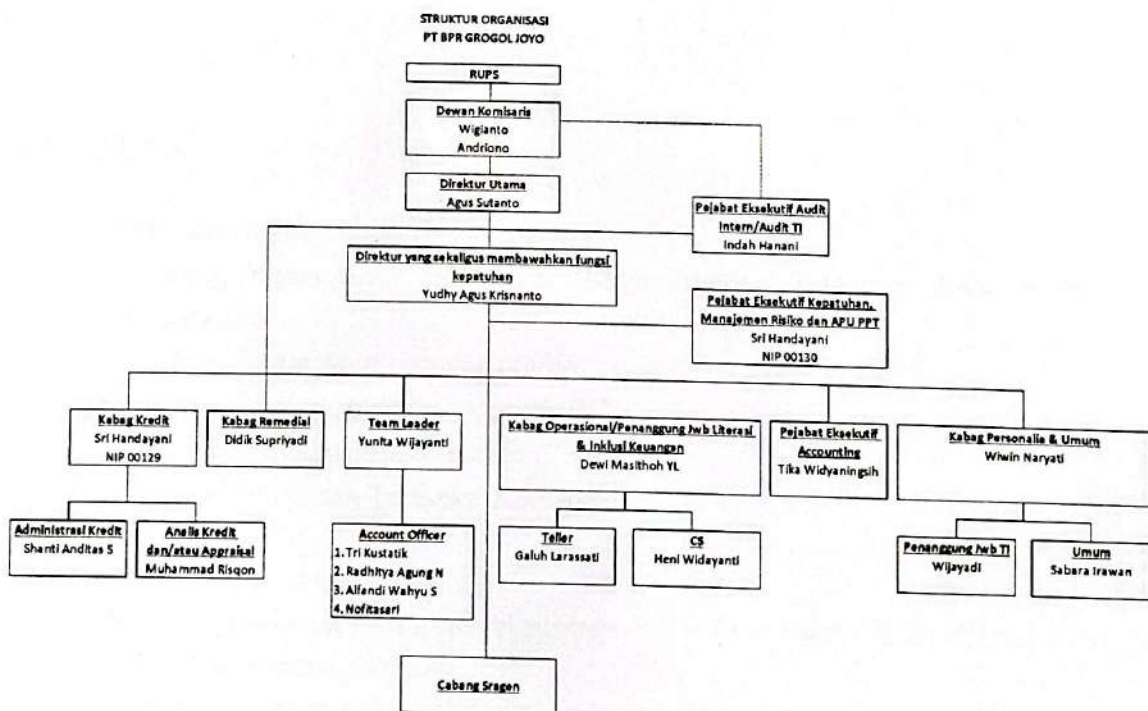 STRUKTUR ORGANISASI
PT BPR GROGOL JOYO
RUPS
Dewan Komisaris
Wigianto
Andriono
Direktur Utama
Agus Sutanto
Pejabat Eksekutif Audit
Intern/Audit TI
Indah Hanani
Direktur yang sekaligus membawahkan fungsi
kepatuhan
Yudhy Agus Krisnanto
Pejabat Eksekutif Kepatuhan,
Manajemen Risiko dan APU PPT
Sri Handayani
NIP 00130
Kabag Kredit
Sri Handayani
NIP 00129
Kabag Remedial
Didik Supriyadi
Team Leader
Yunita Wijayanti
Kabag Operasional/Penanggung Jwb Literasi
& Inklusi Keuangan
Dewi Masithoh YL
Pejabat Eksekutif
Accounting
Tika Widyaningsih
Kabag Personalia & Umum
Wiwin Naryati
Administrasi Kredit
Shanti Anditas S
Analis Kredit
dan/atau Appraisal
Muhammad Risqon
Account Officer
1. Tri Kustatik
2. Radhitya Agung N
3. Alfandi Wahyu S
4. Nofitasari
Teller
Galuh Larassati
CS
Heni Widayanti
Penanggung Jwb TI
Wijayadi
Umum
Sabara Irawan
Cabang Sragen